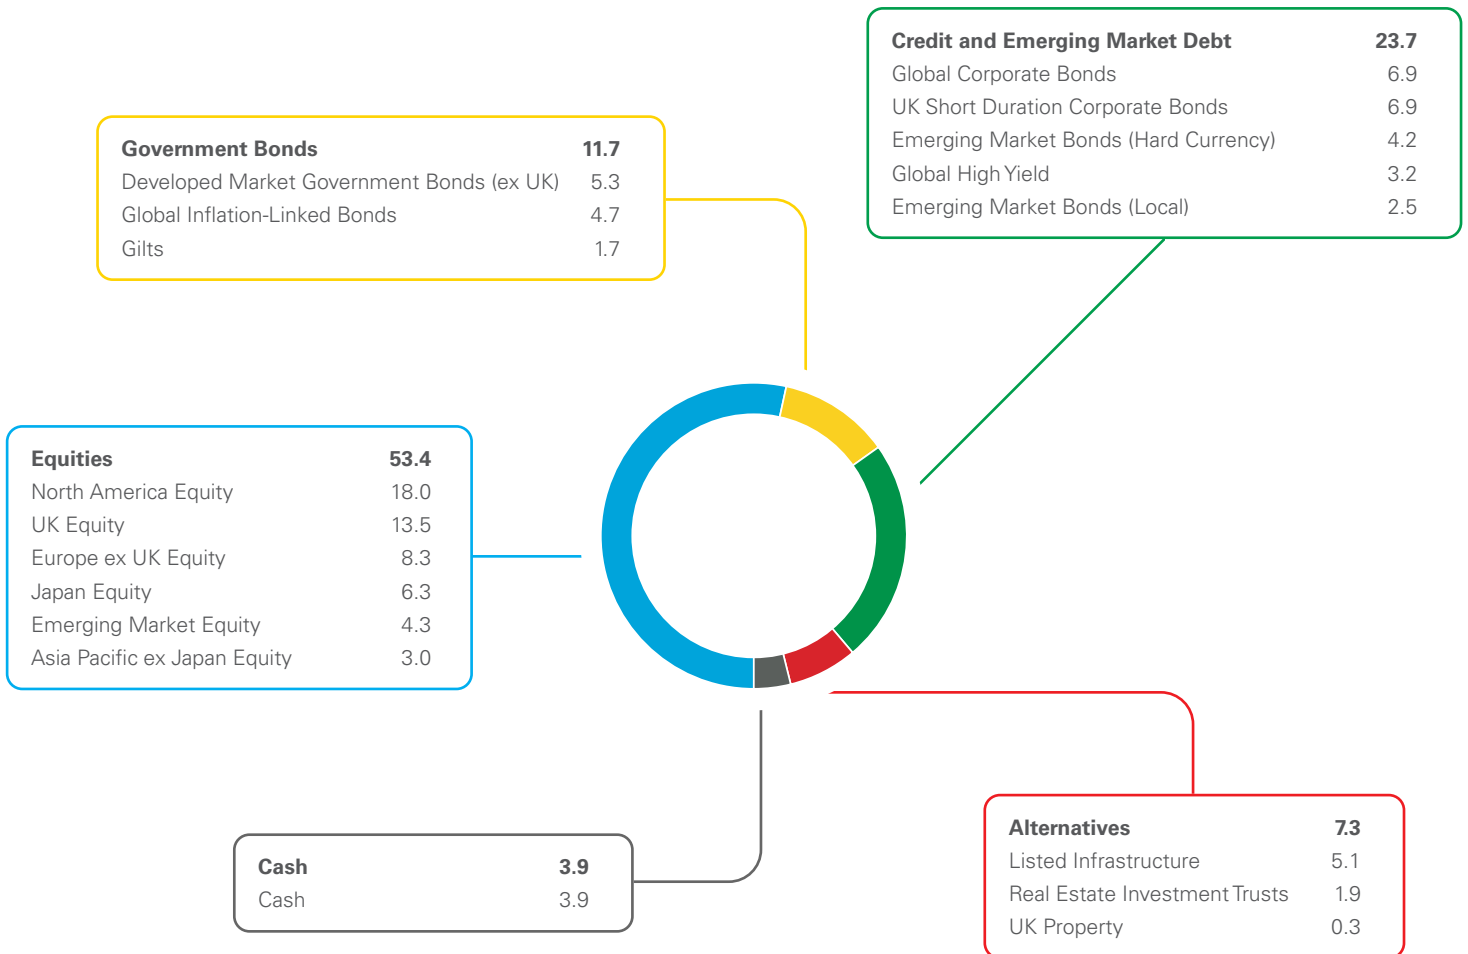 Credit and Emerging Market Debt 23.7
Global Corporate Bonds 6.9
UK Short Duration Corporate Bonds 6.9
Emerging Market Bonds (Hard Currency) 4.2
Global High Yield 3.2
Emerging Market Bonds (Local) 2.5
Government Bonds 11.7
Developed Market Government Bonds (ex UK) 5.3
Global Inflation-Linked Bonds 4.7
Gilts 1.7
Equities 53.4
North America Equity 18.0
UK Equity 13.5
Europe ex UK Equity 8.3
Japan Equity 6.3
Emerging Market Equity 4.3
Asia Pacific ex Japan Equity 3.0
Cash 3.9
Cash 3.9
Alternatives 7.3
Listed Infrastructure 5.1
Real Estate Investment Trusts 1.9
UK Property 0.3